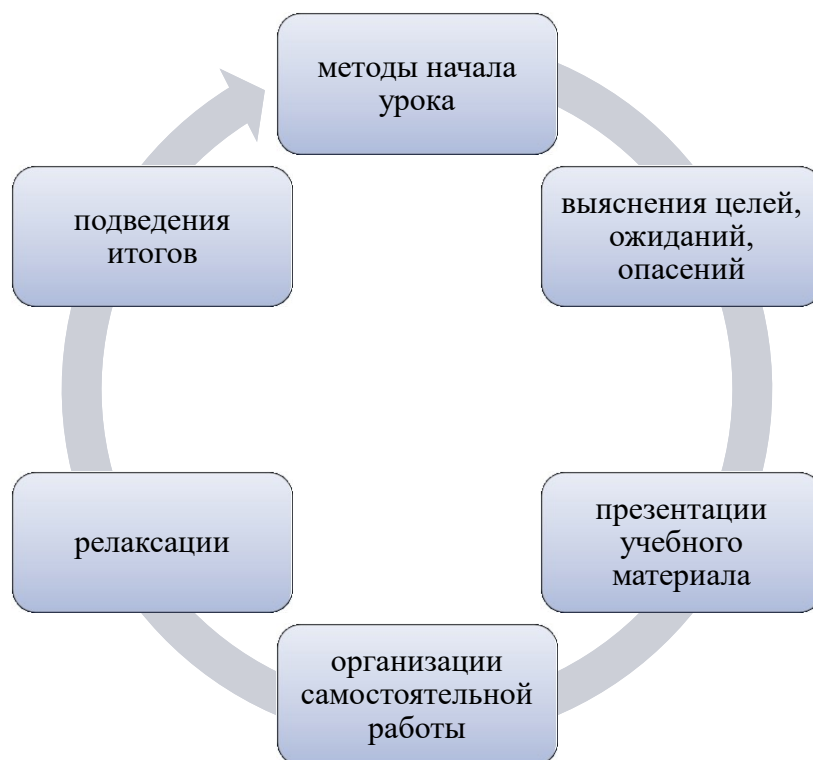 методы начала
урока
выяснения целей,
ожиданий,
опасений
презентации
учебного
материала
организации
самостоятельной
работы
релаксации
подведения
итогов